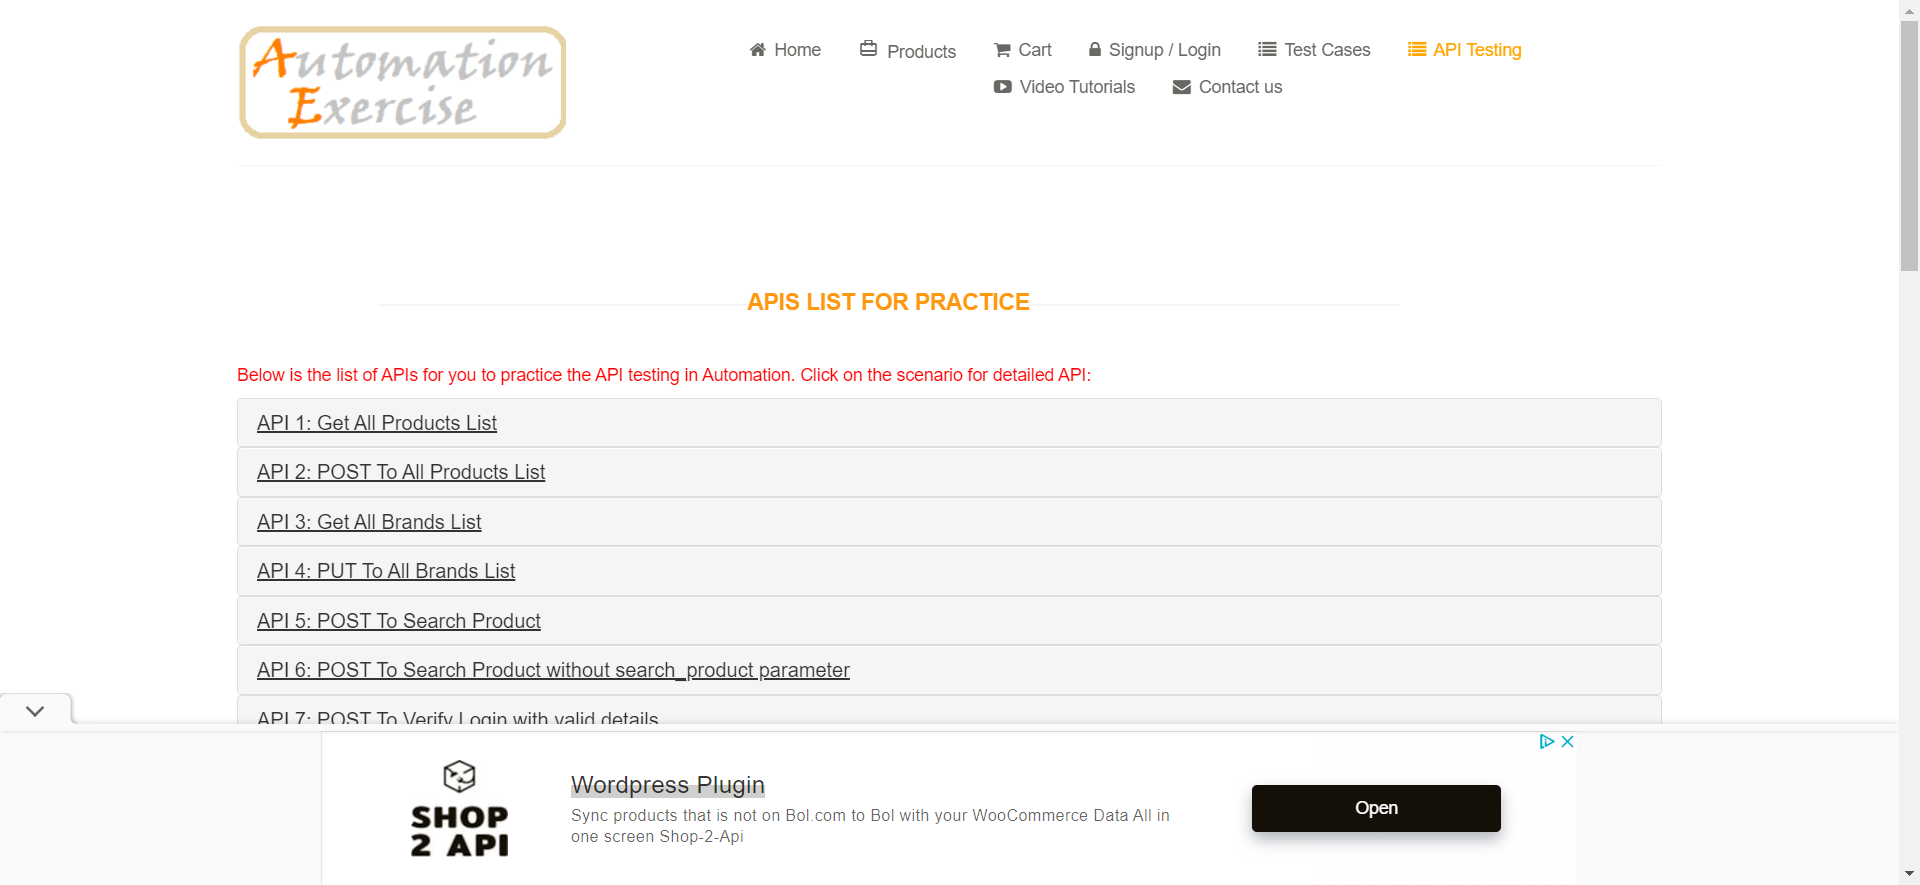 Automation
Exercise
Home
Products
Cart
Signup / Login
Test Cases
API Testing
Video Tutorials
Contact us
APIS LIST FOR PRACTICE
Below is the list of APIs for you to practice the API testing in Automation. Click on the scenario for detailed API:
API 1: Get All Products List
API 2: POST To All Products List
API 3: Get All Brands List
API 4: PUT To All Brands List
API 5: POST To Search Product
API 6: POST To Search Product without search_product parameter
API 7: POST To Verify Login with valid details
SHOP
2 API
Wordpress Plugin
Sync products that is not on Bol.com to Bol with your WooCommerce Data All in
one screen Shop-2-Api
Open